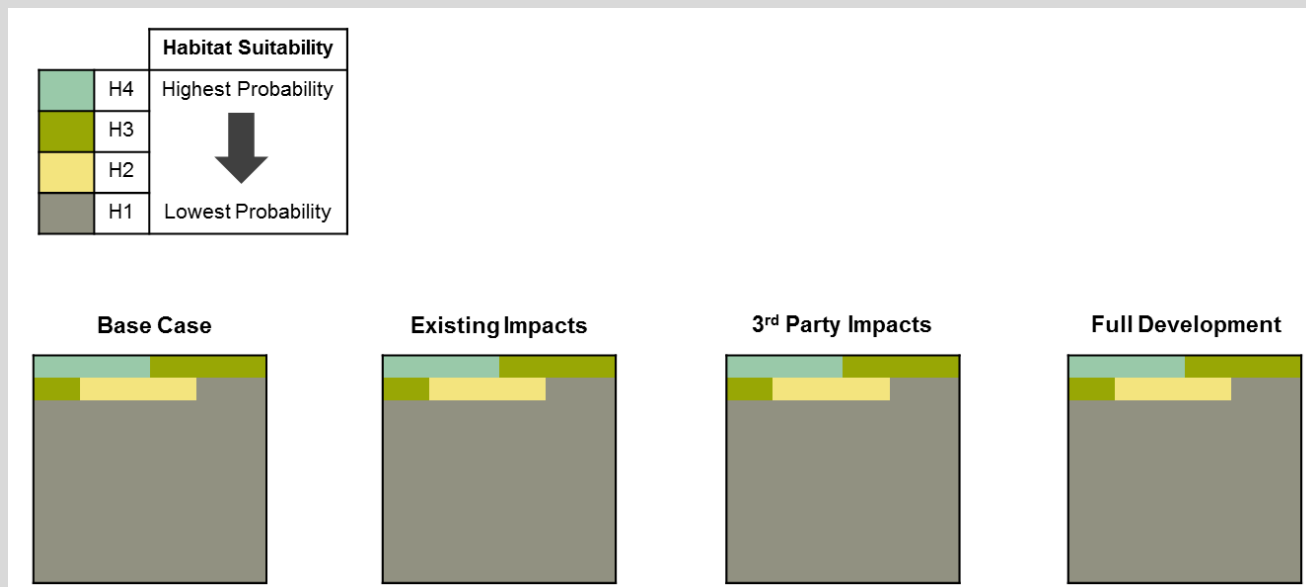 Habitat Suitability
H4 Highest Probability
H3
H2
H1 Lowest Probability
Base Case Existing Impacts 3rd Party Impacts Full Development